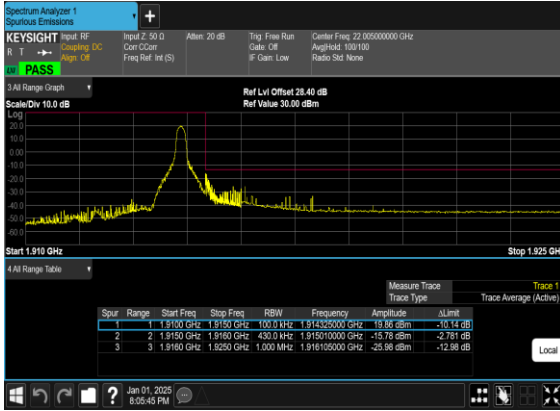 Spectrum Analyzer 1
Spurious Emissions
+
KEYSIGHT Input: RF Input Z: 50 Ω Atten: 20 dB Trig: Free Run Center Freq: 22.005000000 GHz
R T Coupling: DC Corr CCorr Gate: Off Avg|Hold: 100/100
Align: Off Freq Ref: Int (S) IF Gain: Low Radio Std: None
PASS
3 All Range Graph
Ref Lvl Offset 28.40 dB
Scale/Div 10.0 dB Ref Value 30.00 dBm
Log
20.0
10.0
0.00
-10.0
-20.0
-30.0
-40.0
-50.0
-60.0
Start 1.910 GHz Stop 1.925 GH
4 All Range Table
Measure Trace Trace 1
Trace Type Trace Average (Active)
Spur Range Start Freq Stop Freq RBW Frequency Amplitude ΔLimit
1 1 1.9100 GHz 1.9150 GHz 100.0 kHz 1.914325000 GHz 19.86 dBm -10.14 dB
2 2 1.9150 GHz 1.9160 GHz 430.0 kHz 1.915010000 GHz -15.78 dBm -2.781 dB
3 3 1.9160 GHz 1.9250 GHz 1.000 MHz 1.916105000 GHz -25.98 dBm -12.98 dB
Local
?
Jan 01, 2025
8:05:45 PM